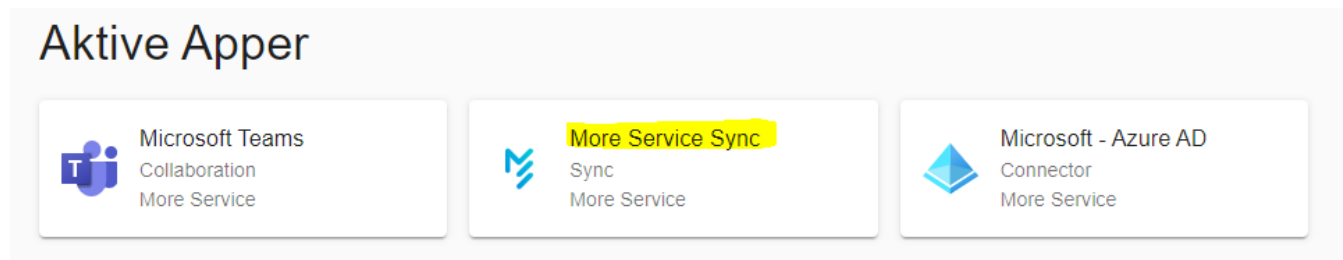 Aktive Apper
Microsoft Teams
Collaboration
More Service
More Service Sync
Sync
More Service
Microsoft - Azure AD
Connector
More Service